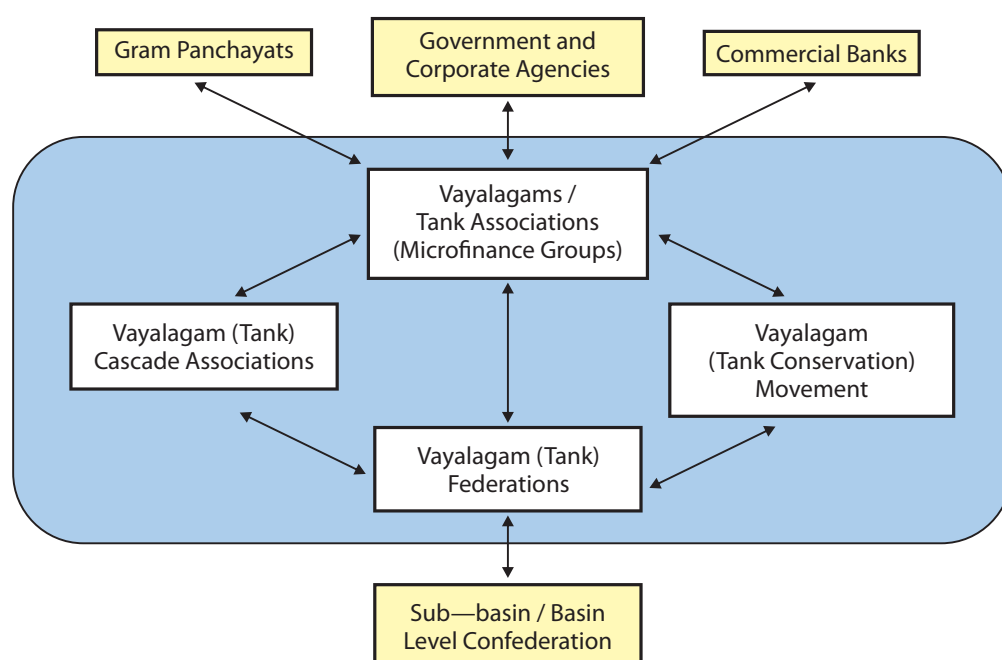 Gram Panchayats
Government and
Corporate Agencies
Commercial Banks
Vayalagams /
Tank Associations
(Microfinance Groups)
Vayalagam (Tank)
Cascade Associations
Vayalagam
(Tank Conservation)
Movement
Vayalagam (Tank)
Federations
Sub—basin / Basin
Level Confederation